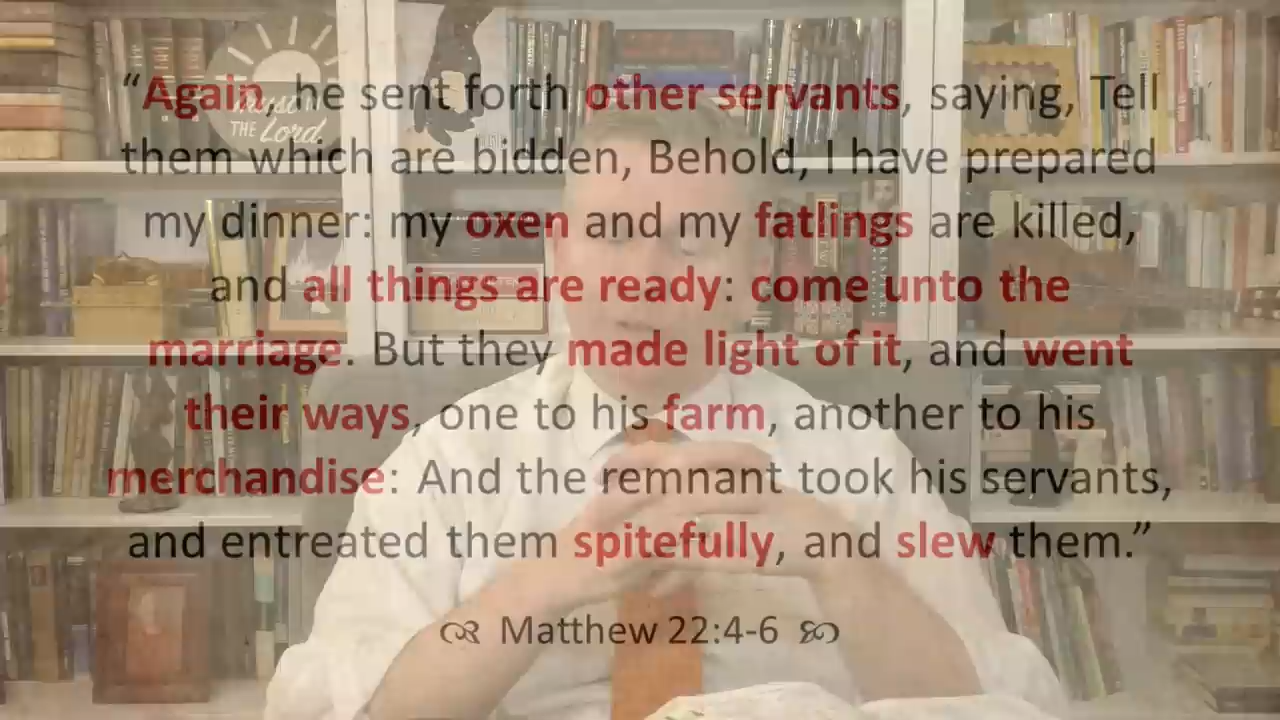 “Again, he sent forth other servants, saying, Tell
them which are bidden, Behold, I have prepared
my dinner: my oxen and my fatlings are killed,
and all things are ready: come unto the
marriage. But they made light of it, and went
their ways, one to his farm, another to his
merchandise: And the remnant took his servants,
and entreated them spitefully, and slew them.”
Matthew 22:4-6
THE Lord.